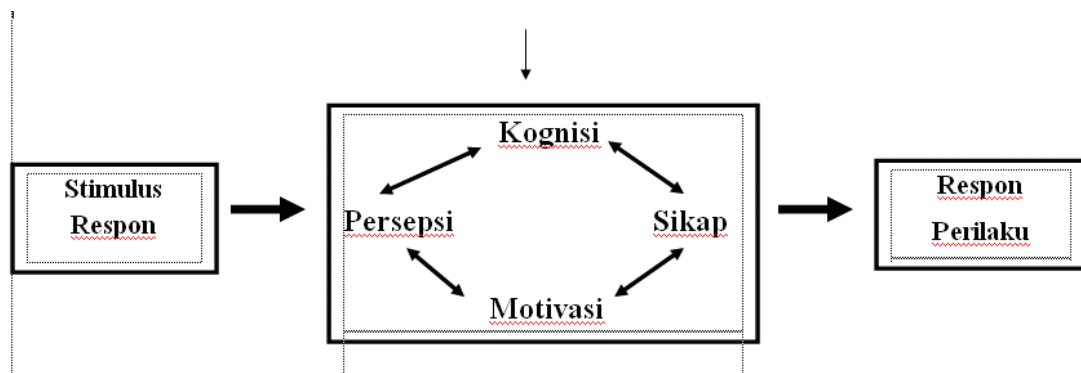 Stimulus
Respon
Kognisi
Persepsi
Sikap
Motivasi
Respon
Perilaku